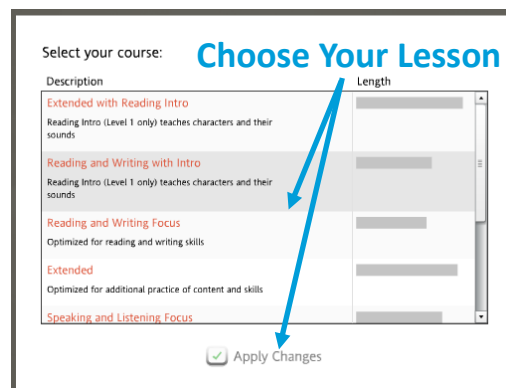 Select your course:
Choose Your Lesson
Description Length
Extended with Reading Intro
Reading Intro (Level 1 only) teaches characters and their
sounds
Reading and Writing with Intro
Reading Intro (Level 1 only) teaches characters and their
sounds
Reading and Writing Focus
Optimized for reading and writing skills
Extended
Optimized for additional practice of content and skills
Speaking and Listening Focus
Apply Changes